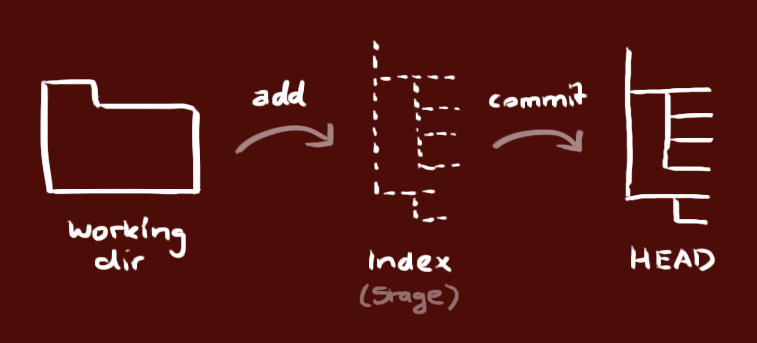 add
commit
working
dir
Index
(Stage)
HEAD